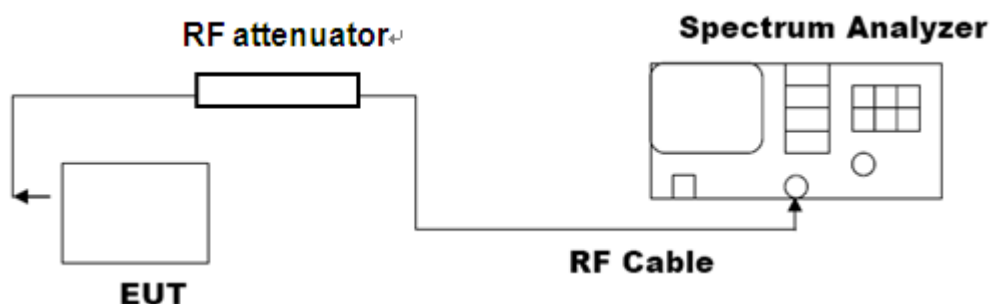 RF attenuator↵
Spectrum Analyzer
RF Cable
EUT